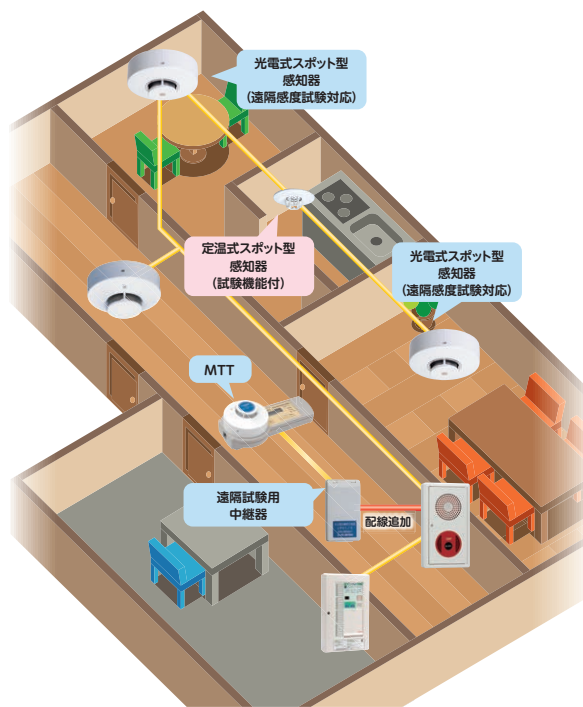 光電式スポット型
感知器
（遠隔感度試験対応）
定温式スポット型
感知器
（試験機能付）
光電式スポット型
感知器
（遠隔感度試験対応）
MTT
遠隔試験用
中継器
配線追加